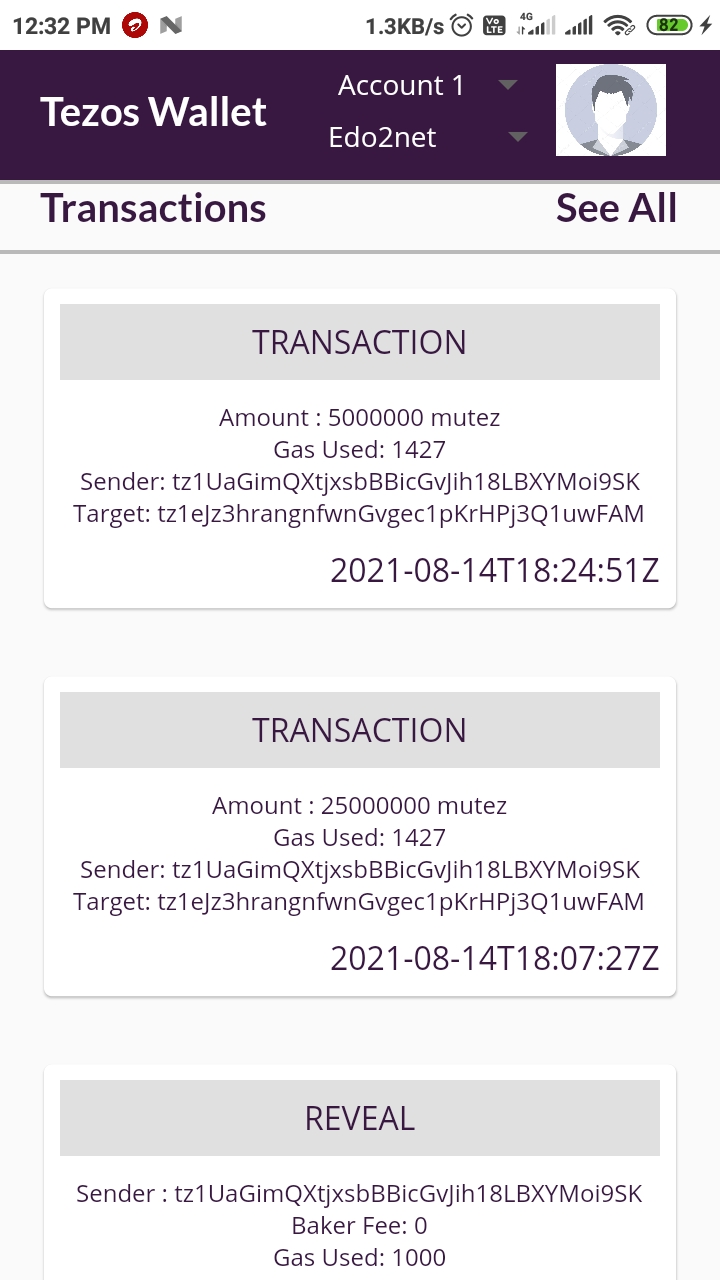 12:32 PM 1.3KB/s Vo LTE 4G 82
Tezos Wallet
Account 1
Edo2net
Transactions See All
TRANSACTION
Amount : 5000000 mutez
Gas Used: 1427
Sender: tz1UaGimQXtjxsbBBicGvJih18LBXYMoi9SK
Target: tz1eJz3hrangnfwnGvgec1pKrHPj3Q1uwFAM
2021-08-14T18:24:51Z
TRANSACTION
Amount : 25000000 mutez
Gas Used: 1427
Sender: tz1UaGimQXtjxsbBBicGvJih18LBXYMoi9SK
Target: tz1eJz3hrangnfwnGvgec1pKrHPj3Q1uwFAM
2021-08-14T18:07:27Z
REVEAL
Sender : tz1UaGimQXtjxsbBBicGvJih18LBXYMoi9SK
Baker Fee: 0
Gas Used: 1000